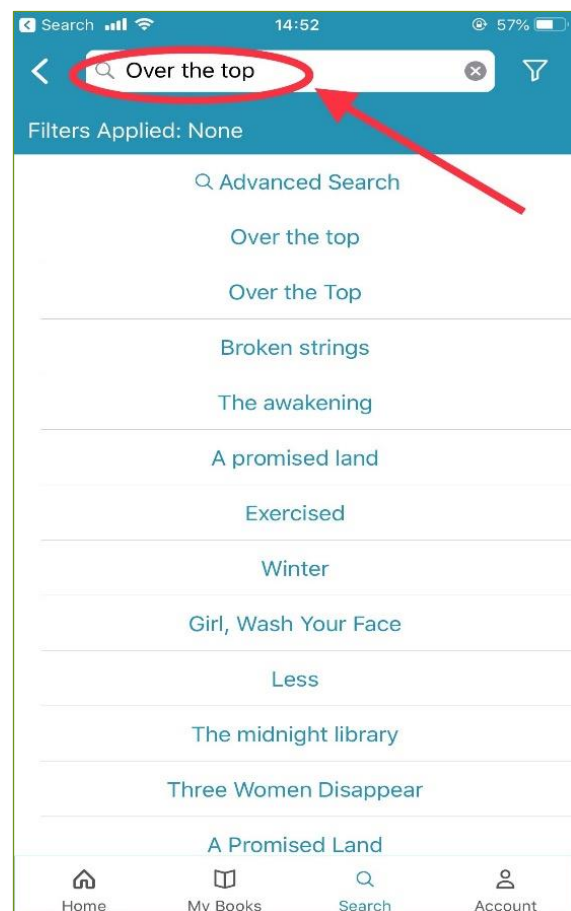 Search 14:52 57%
Over the top
Filters Applied: None
Advanced Search
Over the top
Over the Top
Broken strings
The awakening
A promised land
Exercised
Winter
Girl, Wash Your Face
Less
The midnight library
Three Women Disappear
A Promised Land
Home My Books Search Account